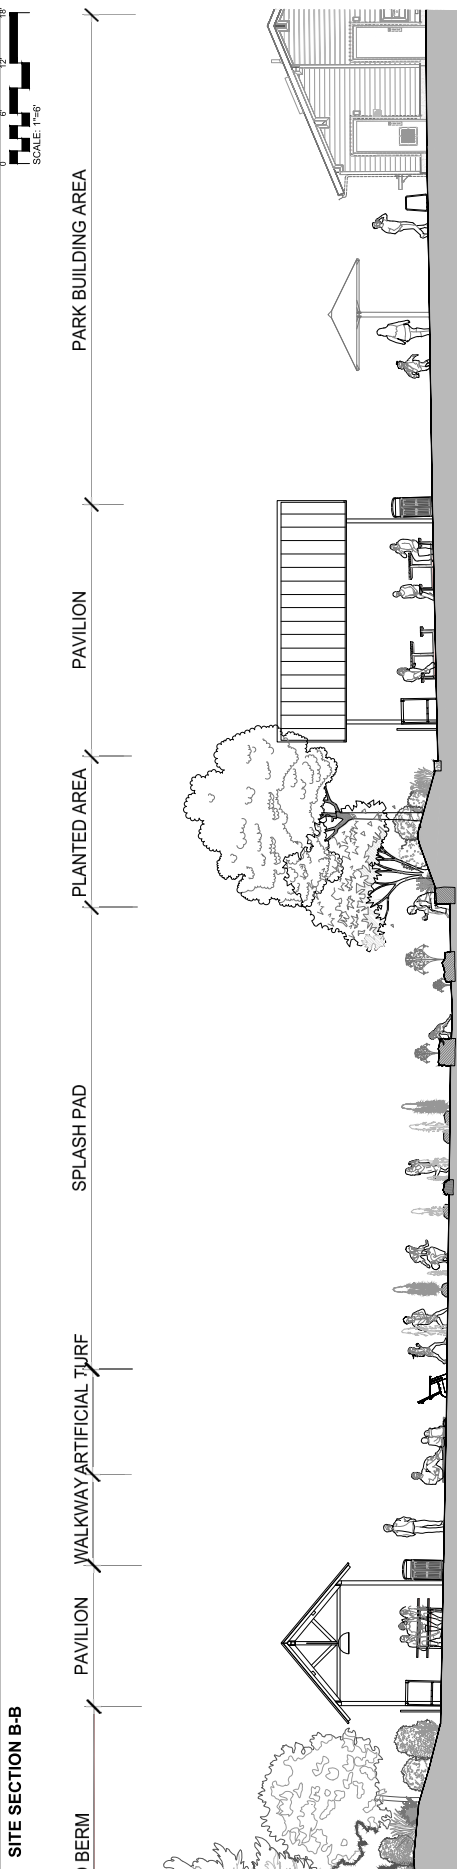 SITE SECTION B-B
BERM
PAVILION
WALKWAY
ARTIFICIAL TURF
SPLASH PAD
PLANTED AREA
PAVILION
PARK BUILDING AREA
0 6' 12' 18'
SCALE: 1"=6'